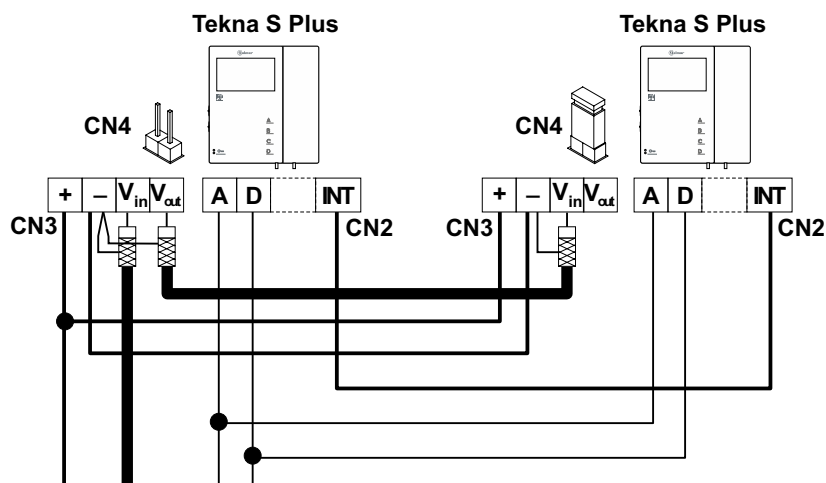 Tekna S Plus
Tekna S Plus
CN4
CN4
A
B
C
D
A
B
C
D
+ – Vin Vout
A D INT
+ – Vin Vout
A D INT
CN3
CN2
CN3
CN2